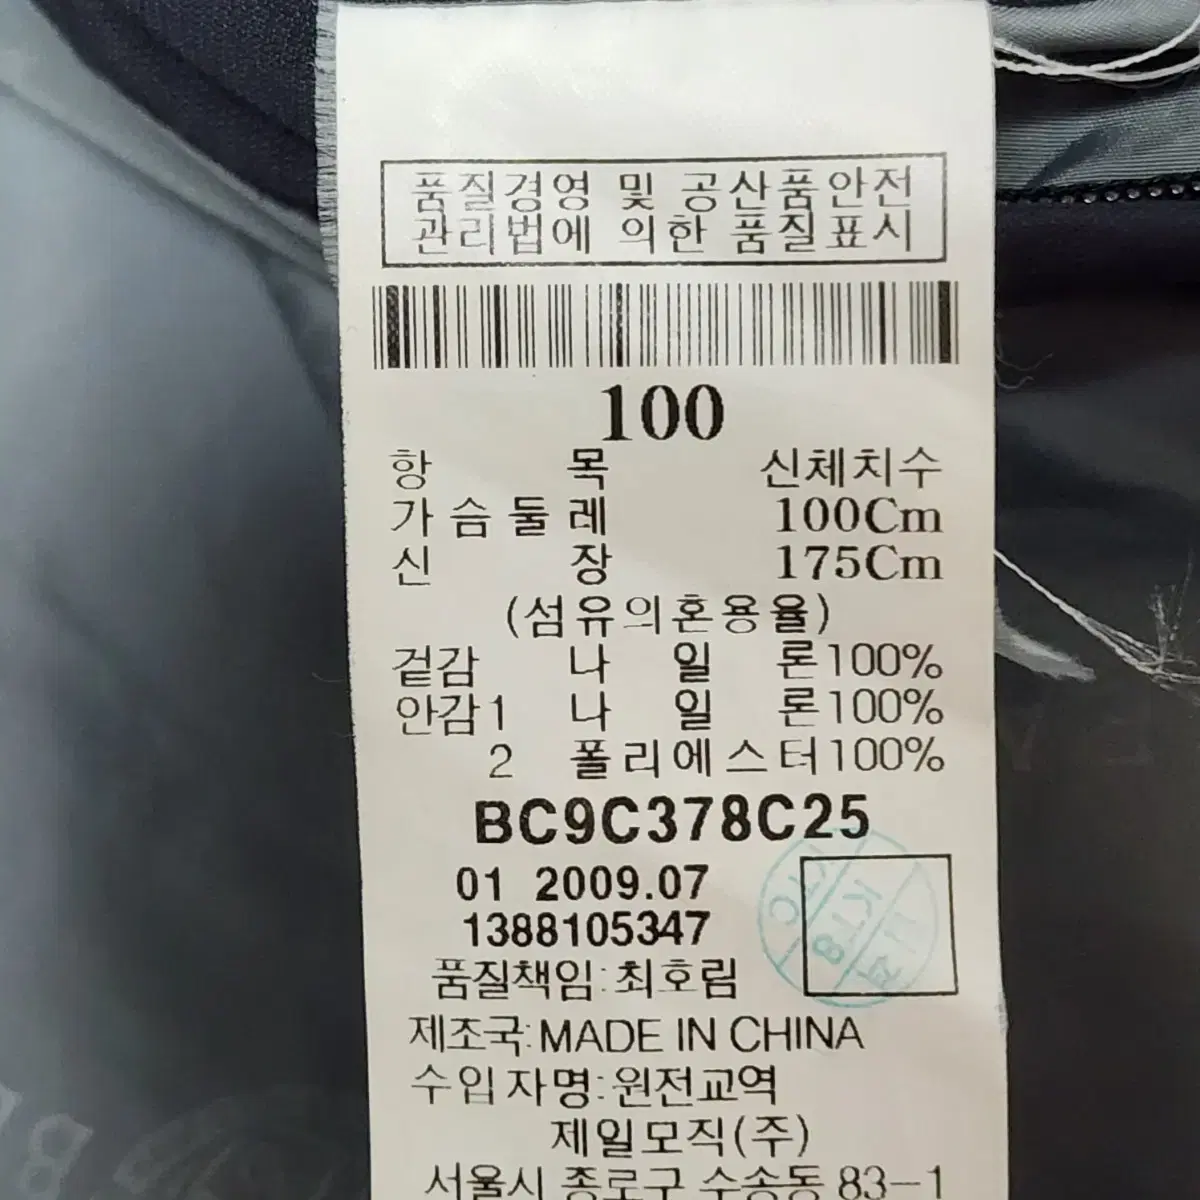 품질경영 및 공산품안전
관리법에 의한 품질표시
100
항 목 신체치수
가슴둘레 100Cm
신 장 175Cm
(섬유의혼용율)
겉감 나 일 론100%
안감1 나 일 론100%
2 폴리에스터100%
BC9C378C25
01 2009.07
1388105347
품질책임:최호림
제조국:MADE IN CHINA
수입자명:원전교역
제일모직(주)
서울시 종로구 수송동 83-1